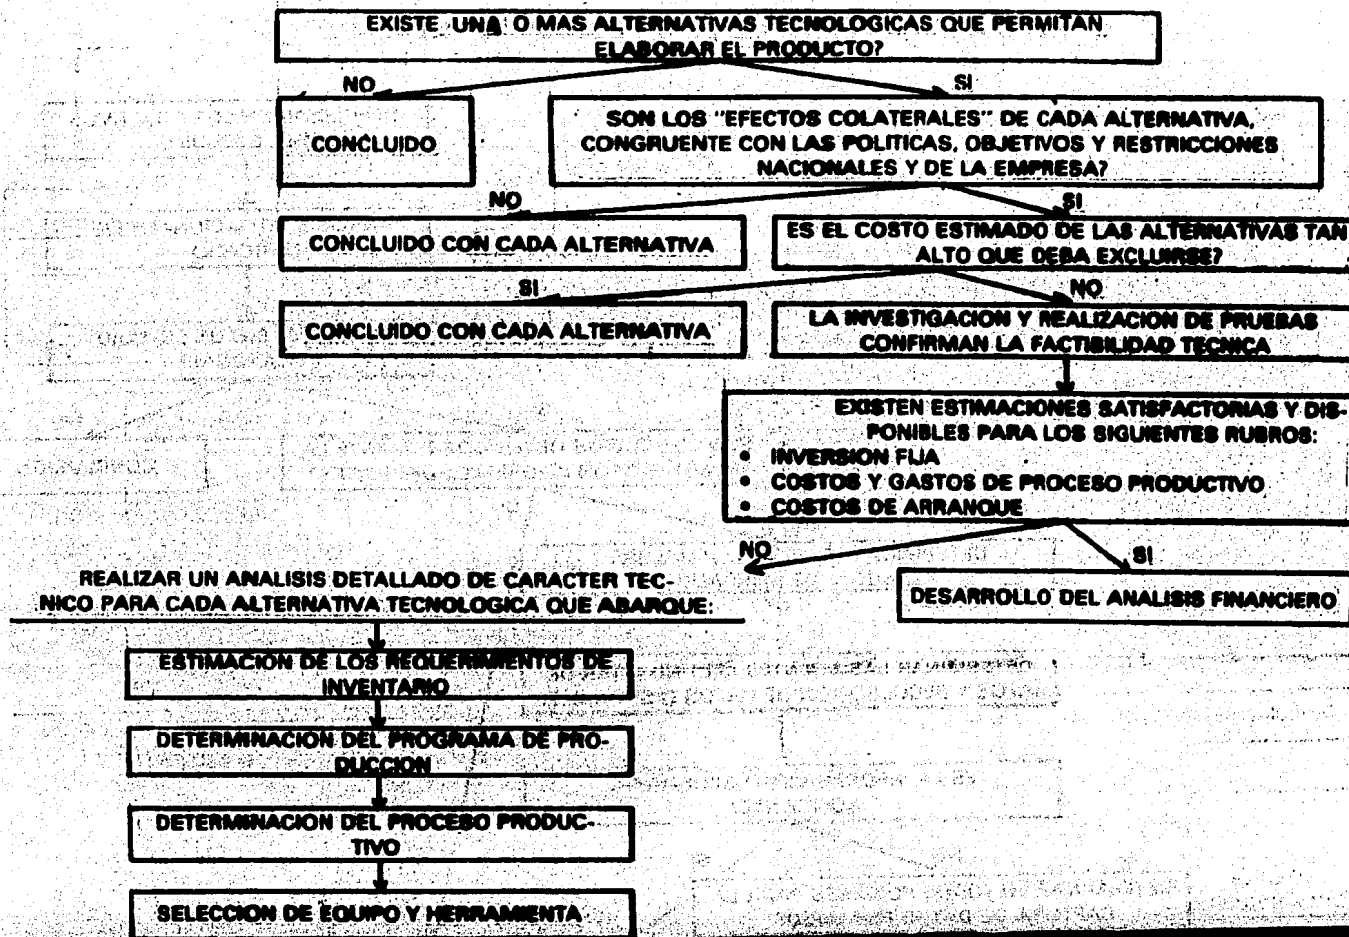 EXISTE UNA O MAS ALTERNATIVAS TECNOLOGICAS QUE PERMITAN
ELABORAR EL PRODUCTO?
NO
SI
CONCLUIDO
SON LOS "EFECTOS COLATERALES" DE CADA ALTERNATIVA,
CONGRUENTE CON LAS POLITICAS, OBJETIVOS Y RESTRICCIONES
NACIONALES Y DE LA EMPRESA?
NO
SI
CONCLUIDO CON CADA ALTERNATIVA
ES EL COSTO ESTIMADO DE LAS ALTERNATIVAS TAN
ALTO QUE DEBA EXCLUIRSE?
SI
NO
CONCLUIDO CON CADA ALTERNATIVA
LA INVESTIGACION Y REALIZACION DE PRUEBAS
CONFIRMAN LA FACTIBILIDAD TECNICA
EXISTEN ESTIMACIONES SATISFACTORIAS Y DIS-
PONIBLES PARA LOS SIGUIENTES RUBROS:
• INVERSION FIJA
• COSTOS Y GASTOS DE PROCESO PRODUCTIVO
• COSTOS DE ARRANQUE
NO
SI
REALIZAR UN ANALISIS DETALLADO DE CARACTER TEC-
NICO PARA CADA ALTERNATIVA TECNOLOGICA QUE ABARQUE:
DESARROLLO DEL ANALISIS FINANCIERO
ESTIMACION DE LOS REQUERIMIENTOS DE
INVENTARIO
DETERMINACION DEL PROGRAMA DE PRO-
DUCCION
DETERMINACION DEL PROCESO PRODUC-
TIVO
SELECCION DE EQUIPO Y HERRAMIENTA